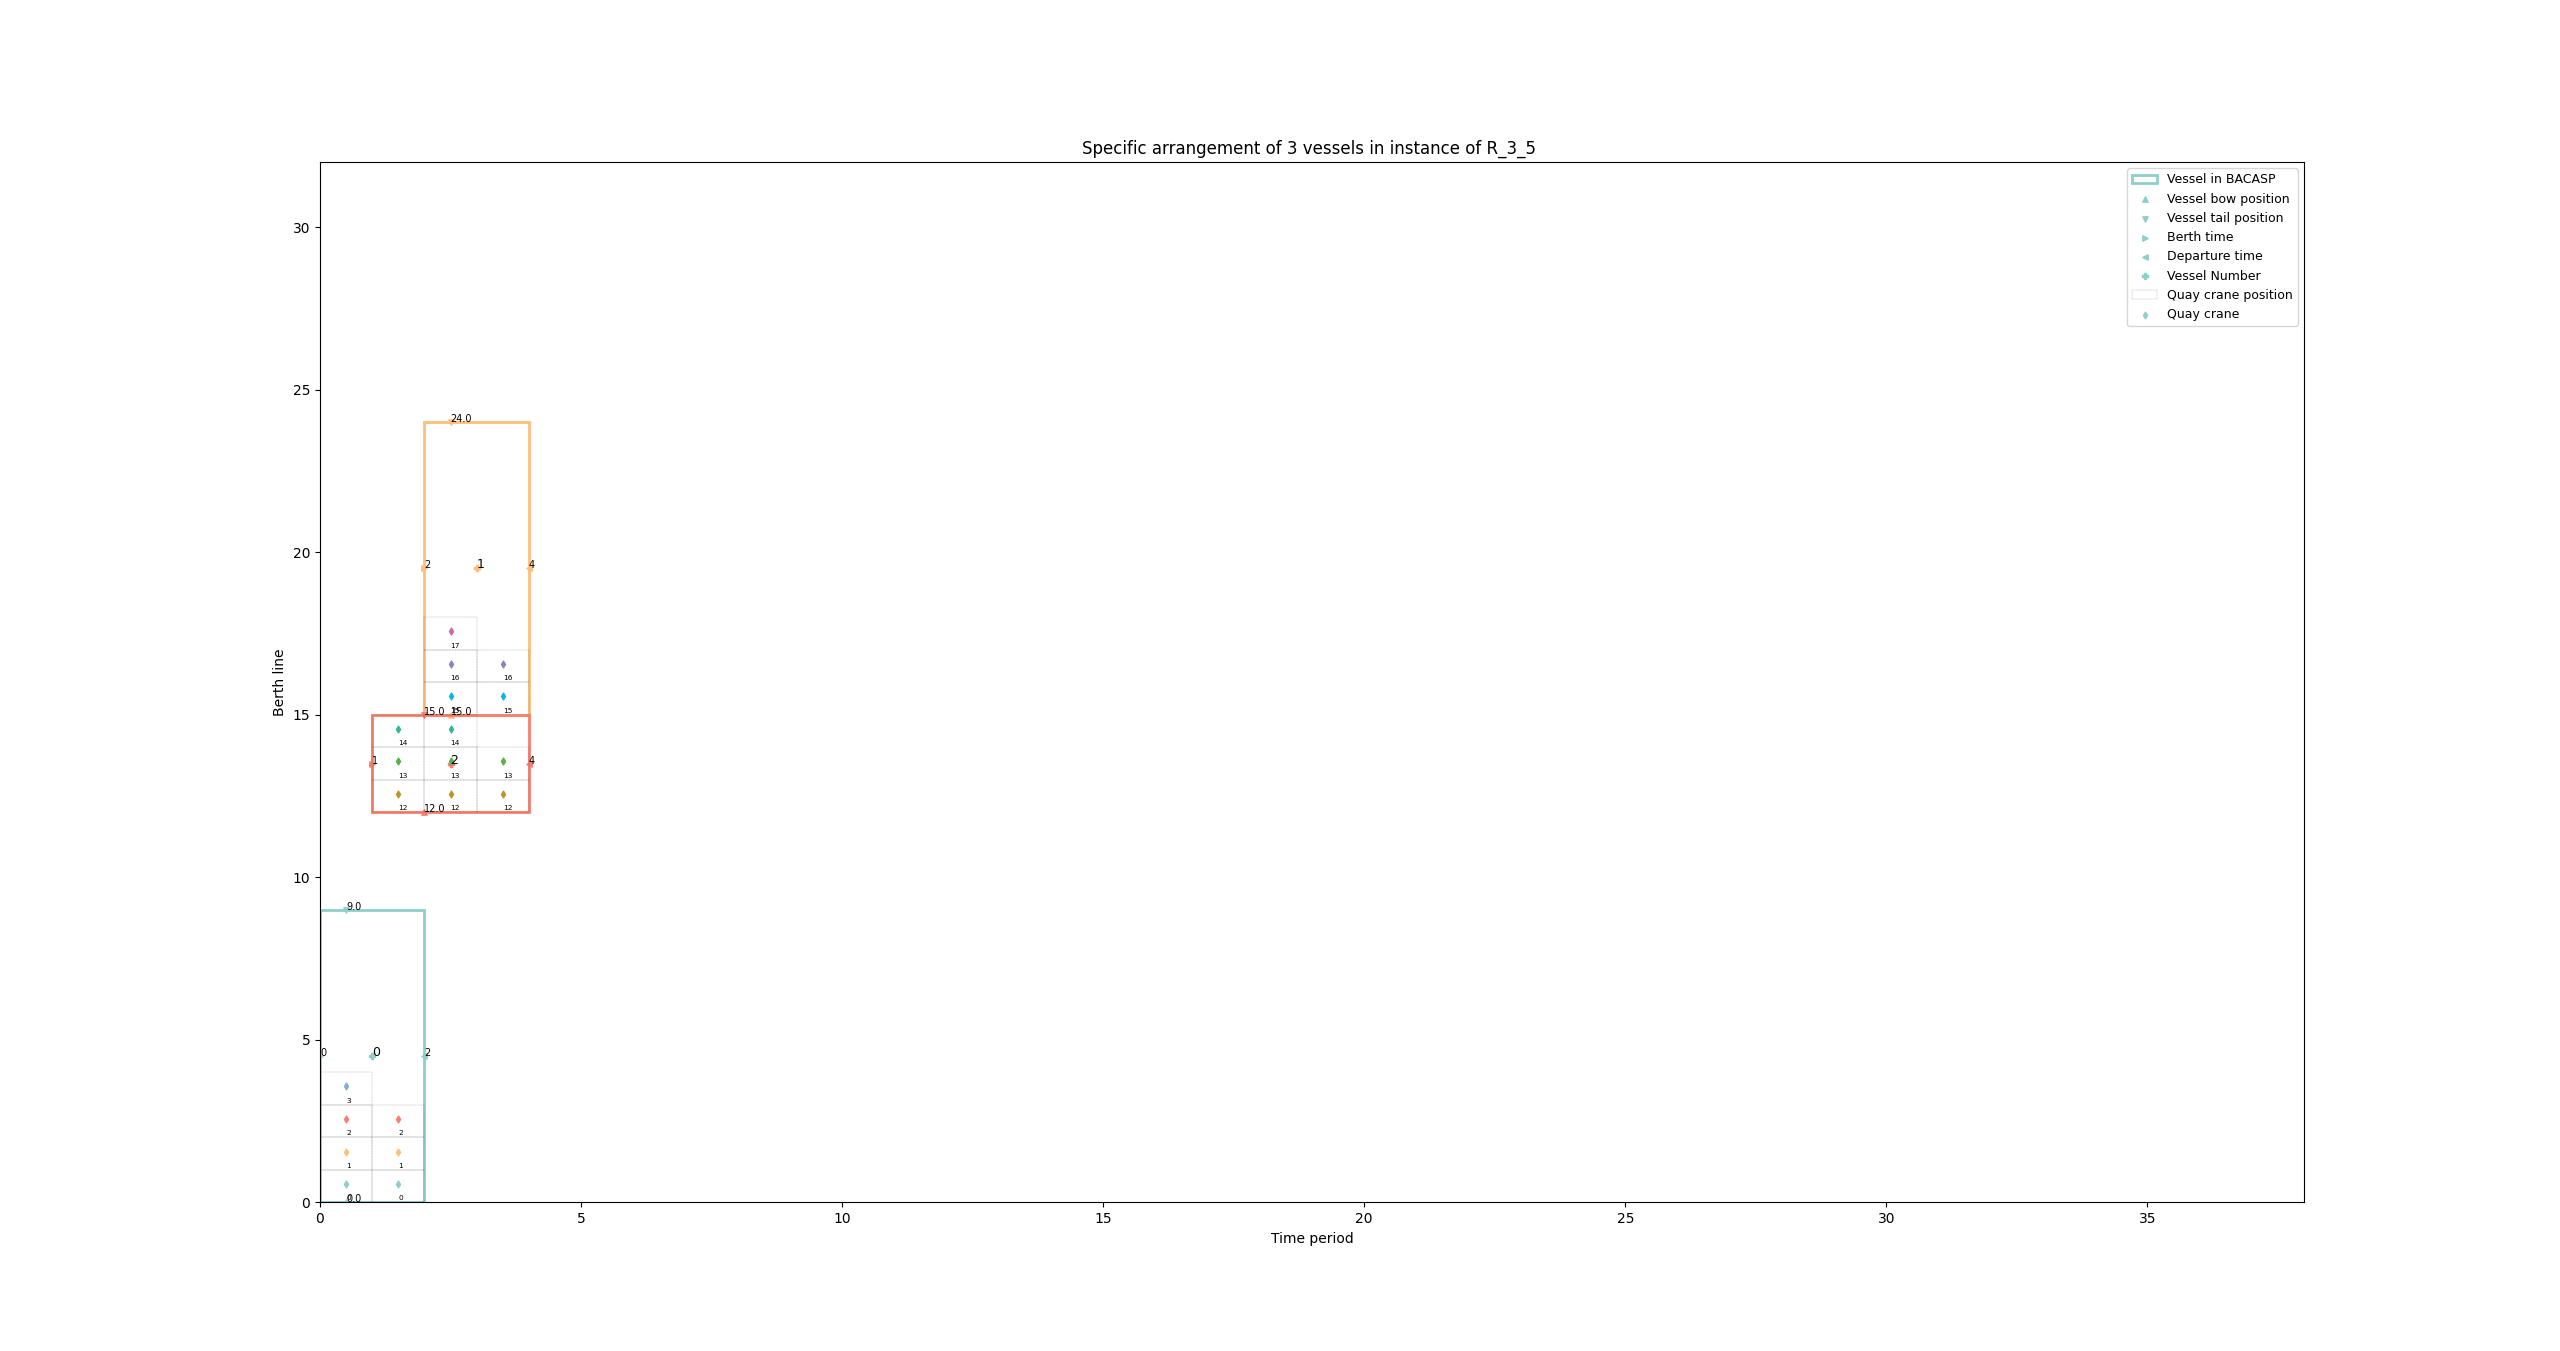 Specific arrangement of 3 vessels in instance of R_3_5
Vessel in BACASP
Vessel bow position
Vessel tail position
Berth time
Departure time
Vessel Number
Quay crane position
Quay crane
30
25
24.0
20
2 1 4
17
16 16
15
15.0 15.0 15
14 14
1 2 4
13 13 13
12.0 12 12 12
10
9.0
5
0 0 2
3
2 2
1 1
0 0.0 0
0 5 10 15 20 25 30 35
Berth line
Time period